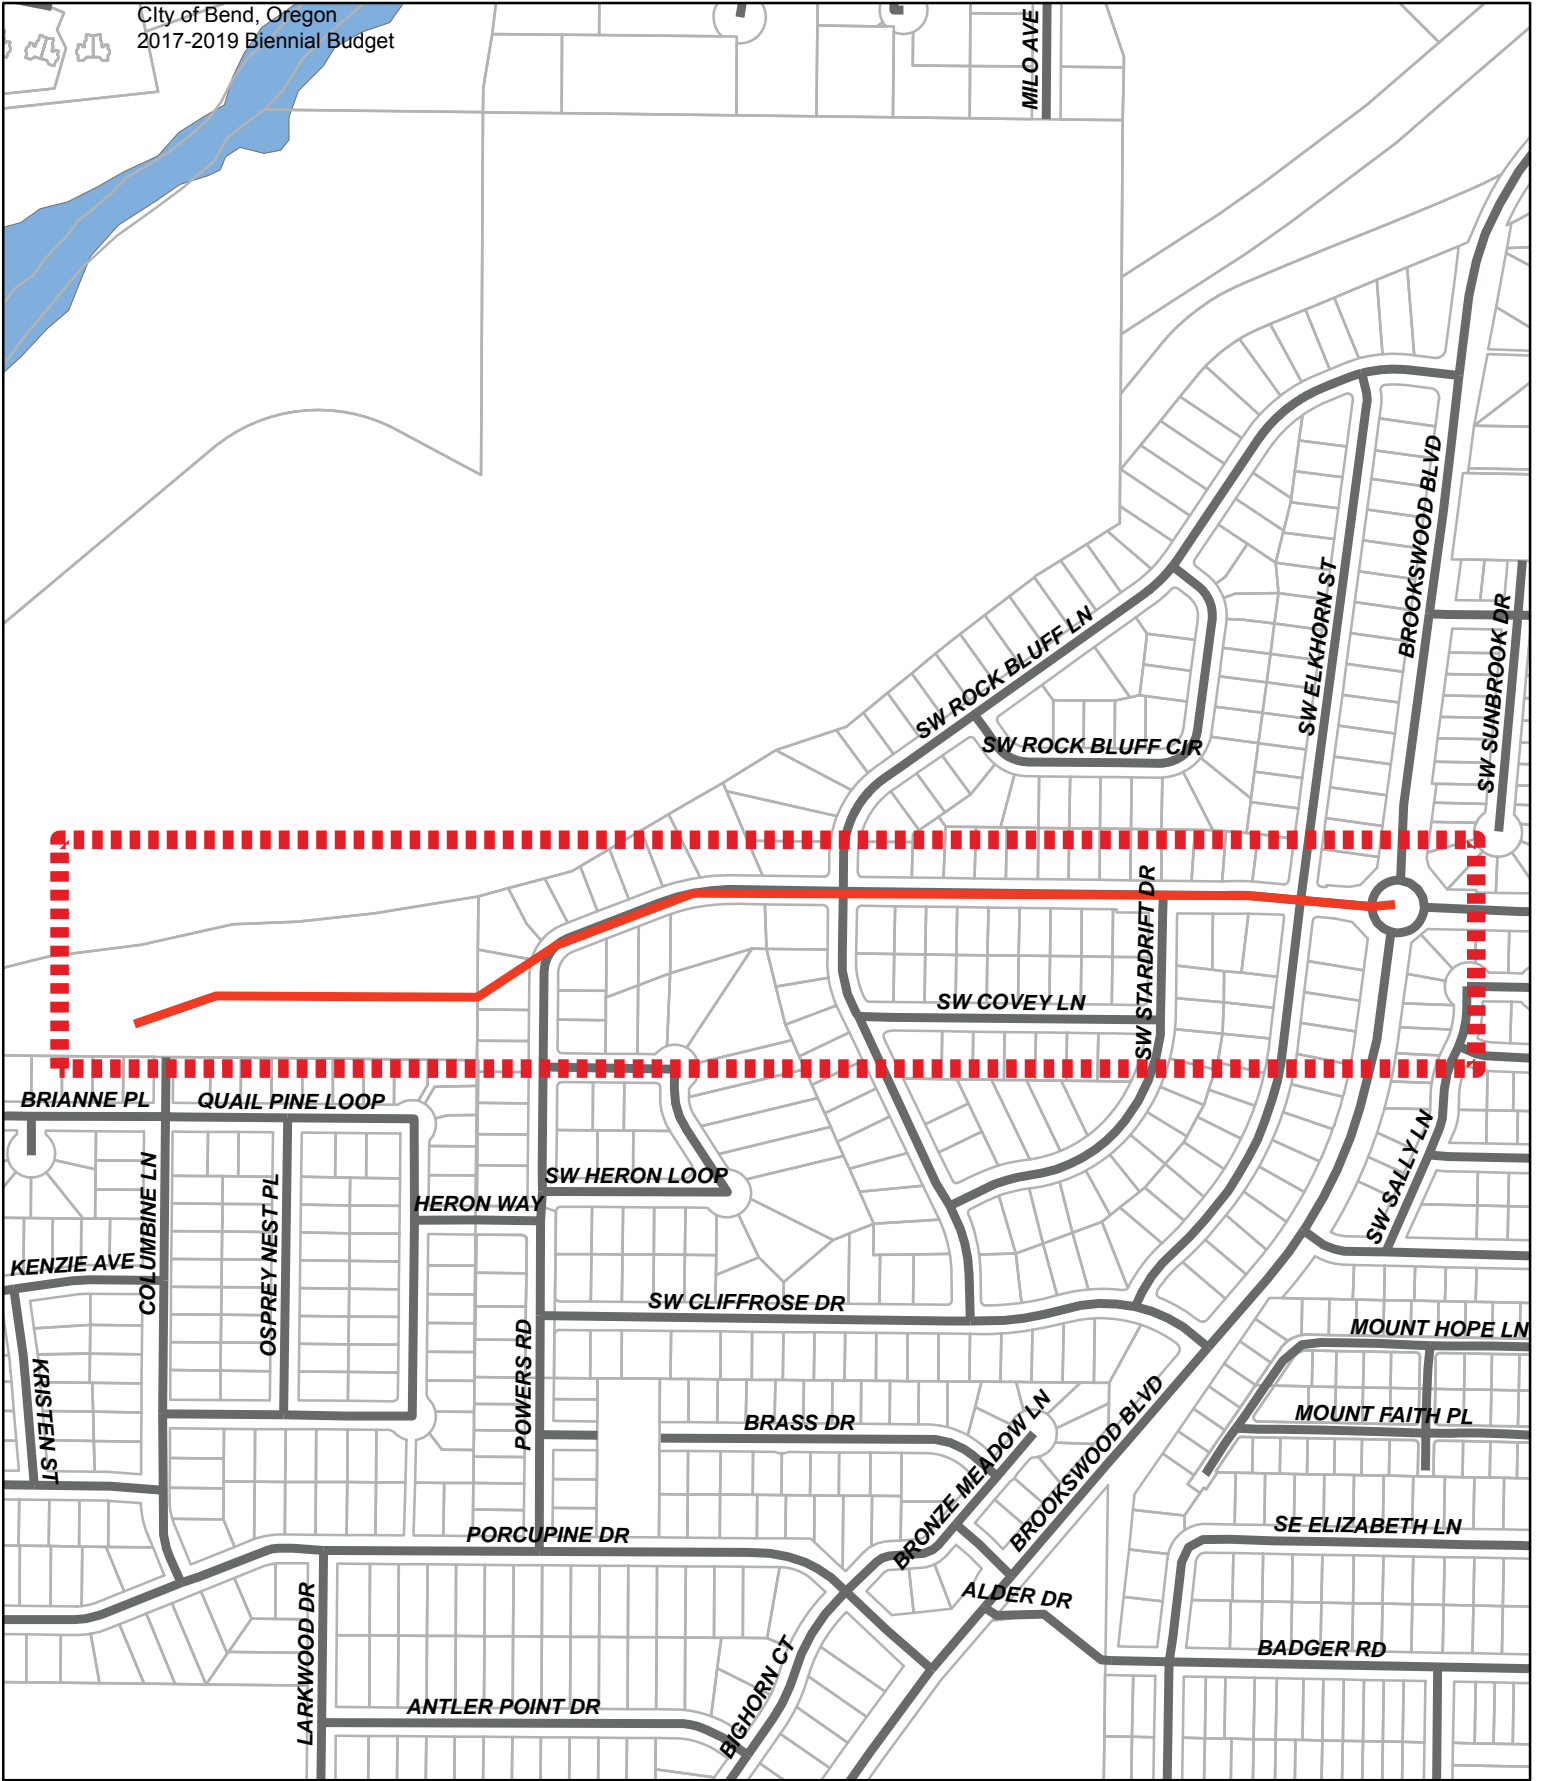 CIty of Bend, Oregon
2017-2019 Biennial Budget
MILO AVE
BROOKSWOOD BLVD
SW ELKHORN ST
SW SUNBROOK DR
SW ROCK BLUFF LN
SW ROCK BLUFF CIR
SW STARDRIFT DR
SW COVEY LN
BRIANNE PL
QUAIL PINE LOOP
COLUMBINE LN
OSPREY NEST PL
HERON WAY
SW HERON LOOP
SW SALLY LN
KENZIE AVE
KRISTEN ST
SW CLIFFROSE DR
POWERS RD
MOUNT HOPE LN
MOUNT FAITH PL
BRASS DR
BRONZE MEADOW LN
BROOKSWOOD BLVD
PORCUPINE DR
SE ELIZABETH LN
ALDER DR
LARKWOOD DR
BIGHORN CT
BADGER RD
ANTLER POINT DR